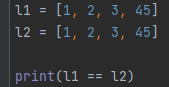 l1 = [1, 2, 3, 45]
l2 = [1, 2, 3, 45]
print(l1 == l2)